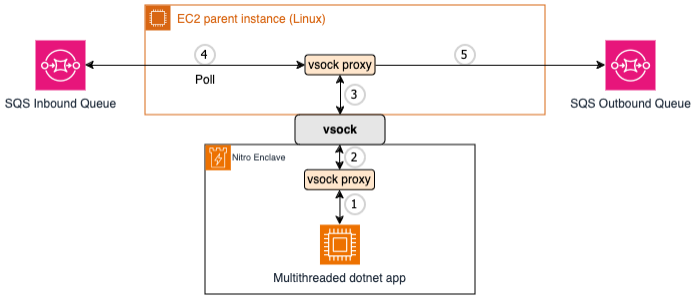 EC2 parent instance (Linux)
4
5
vsock proxy
Poll
3
SQS Inbound Queue
SQS Outbound Queue
vsock
Nitro Enclave
2
vsock proxy
1
Multithreaded dotnet app